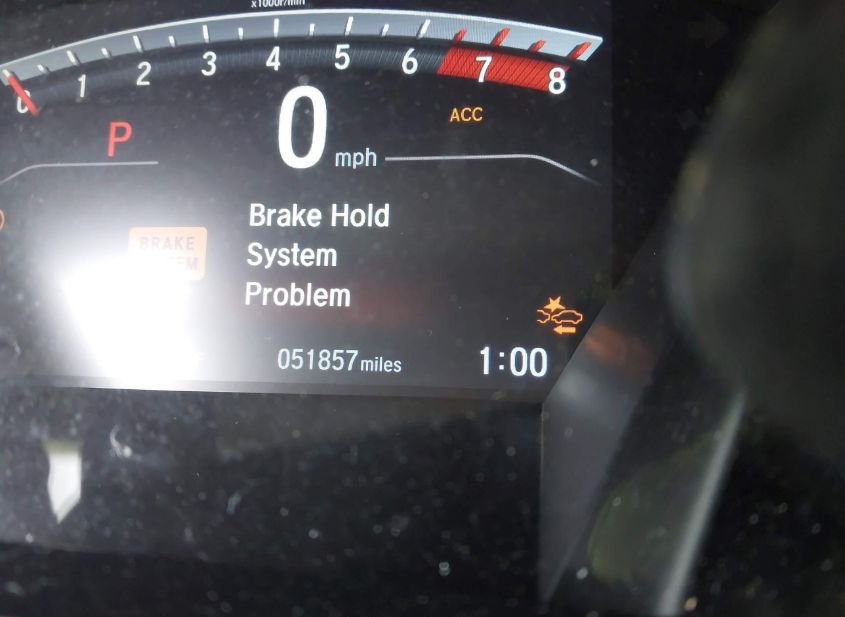 x1000r/min
0 1 2 3 4 5 6 7 8
P
0 mph
ACC
Brake Hold
System
Problem
BRAKE
051857 miles
1:00